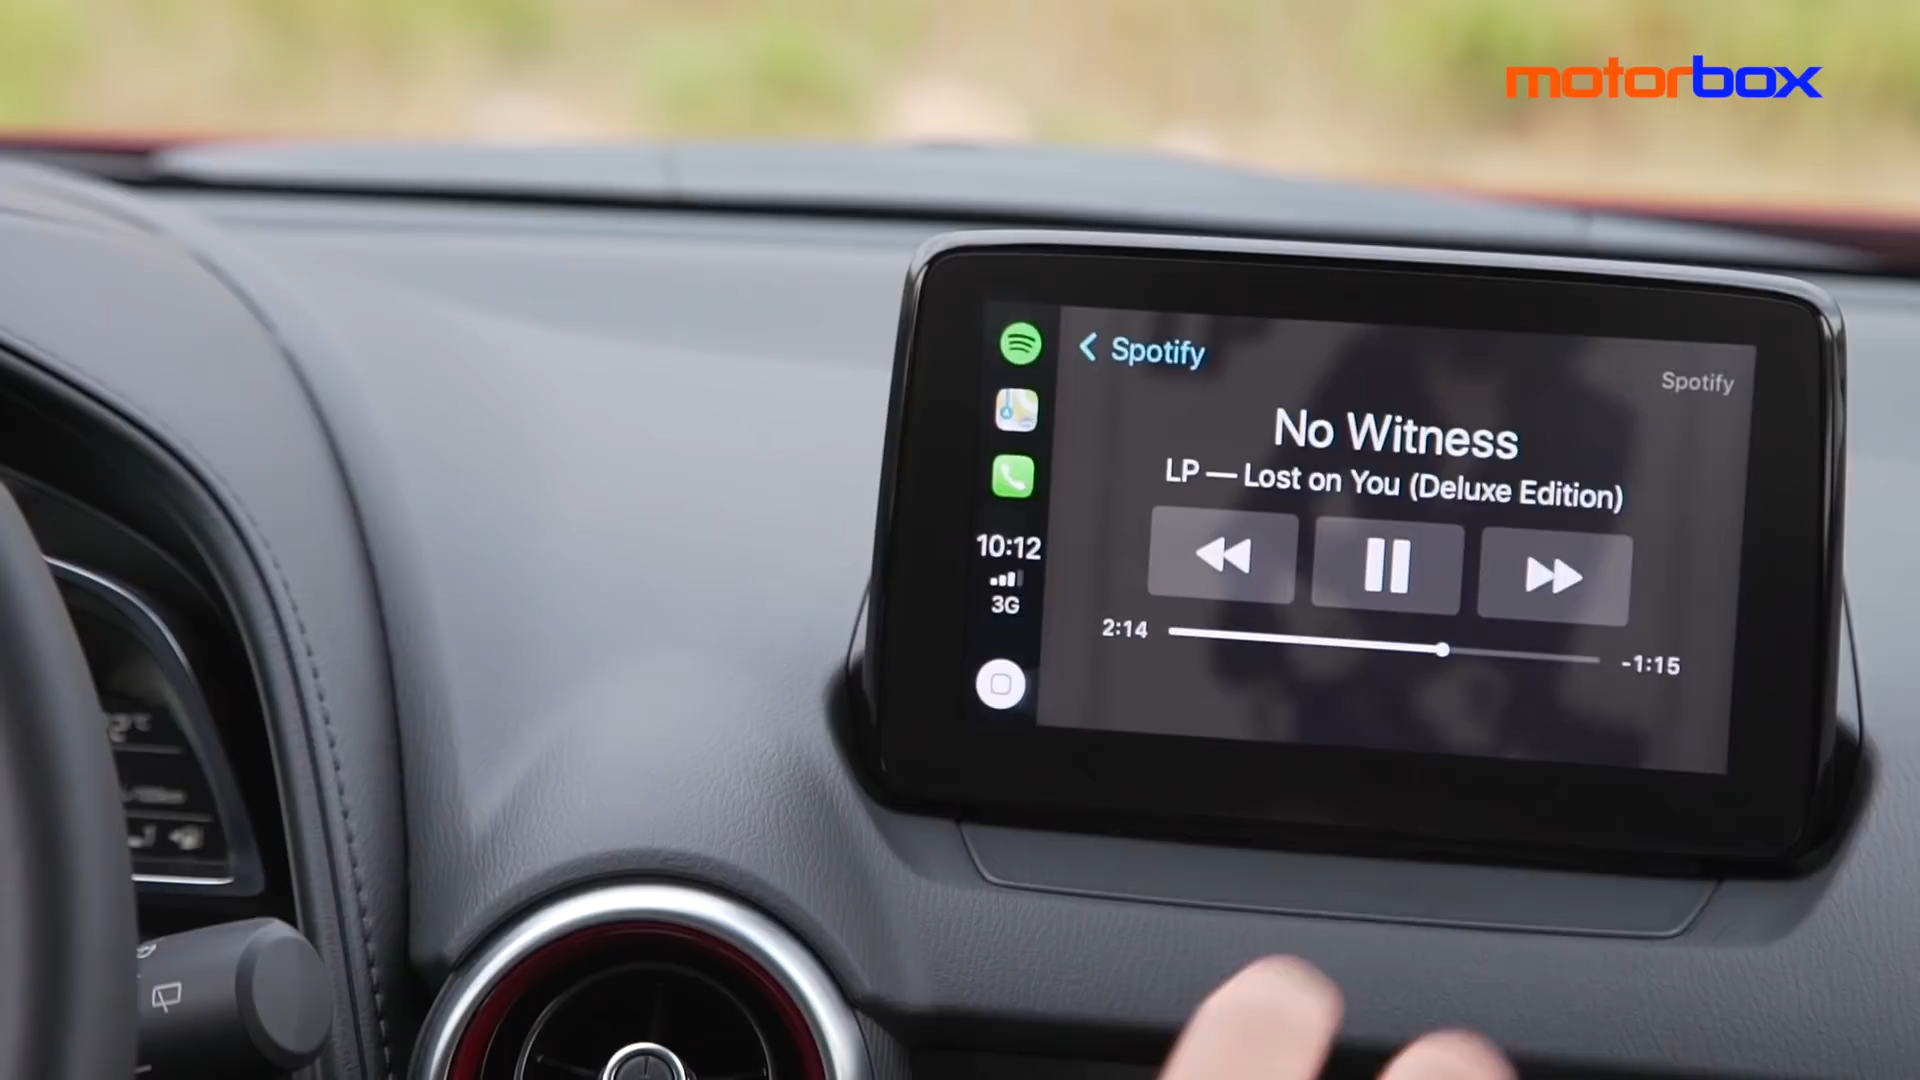 motorbox
Spotify
Spotify
No Witness
LP — Lost on You (Deluxe Edition)
10:12
3G
2:14
-1:15